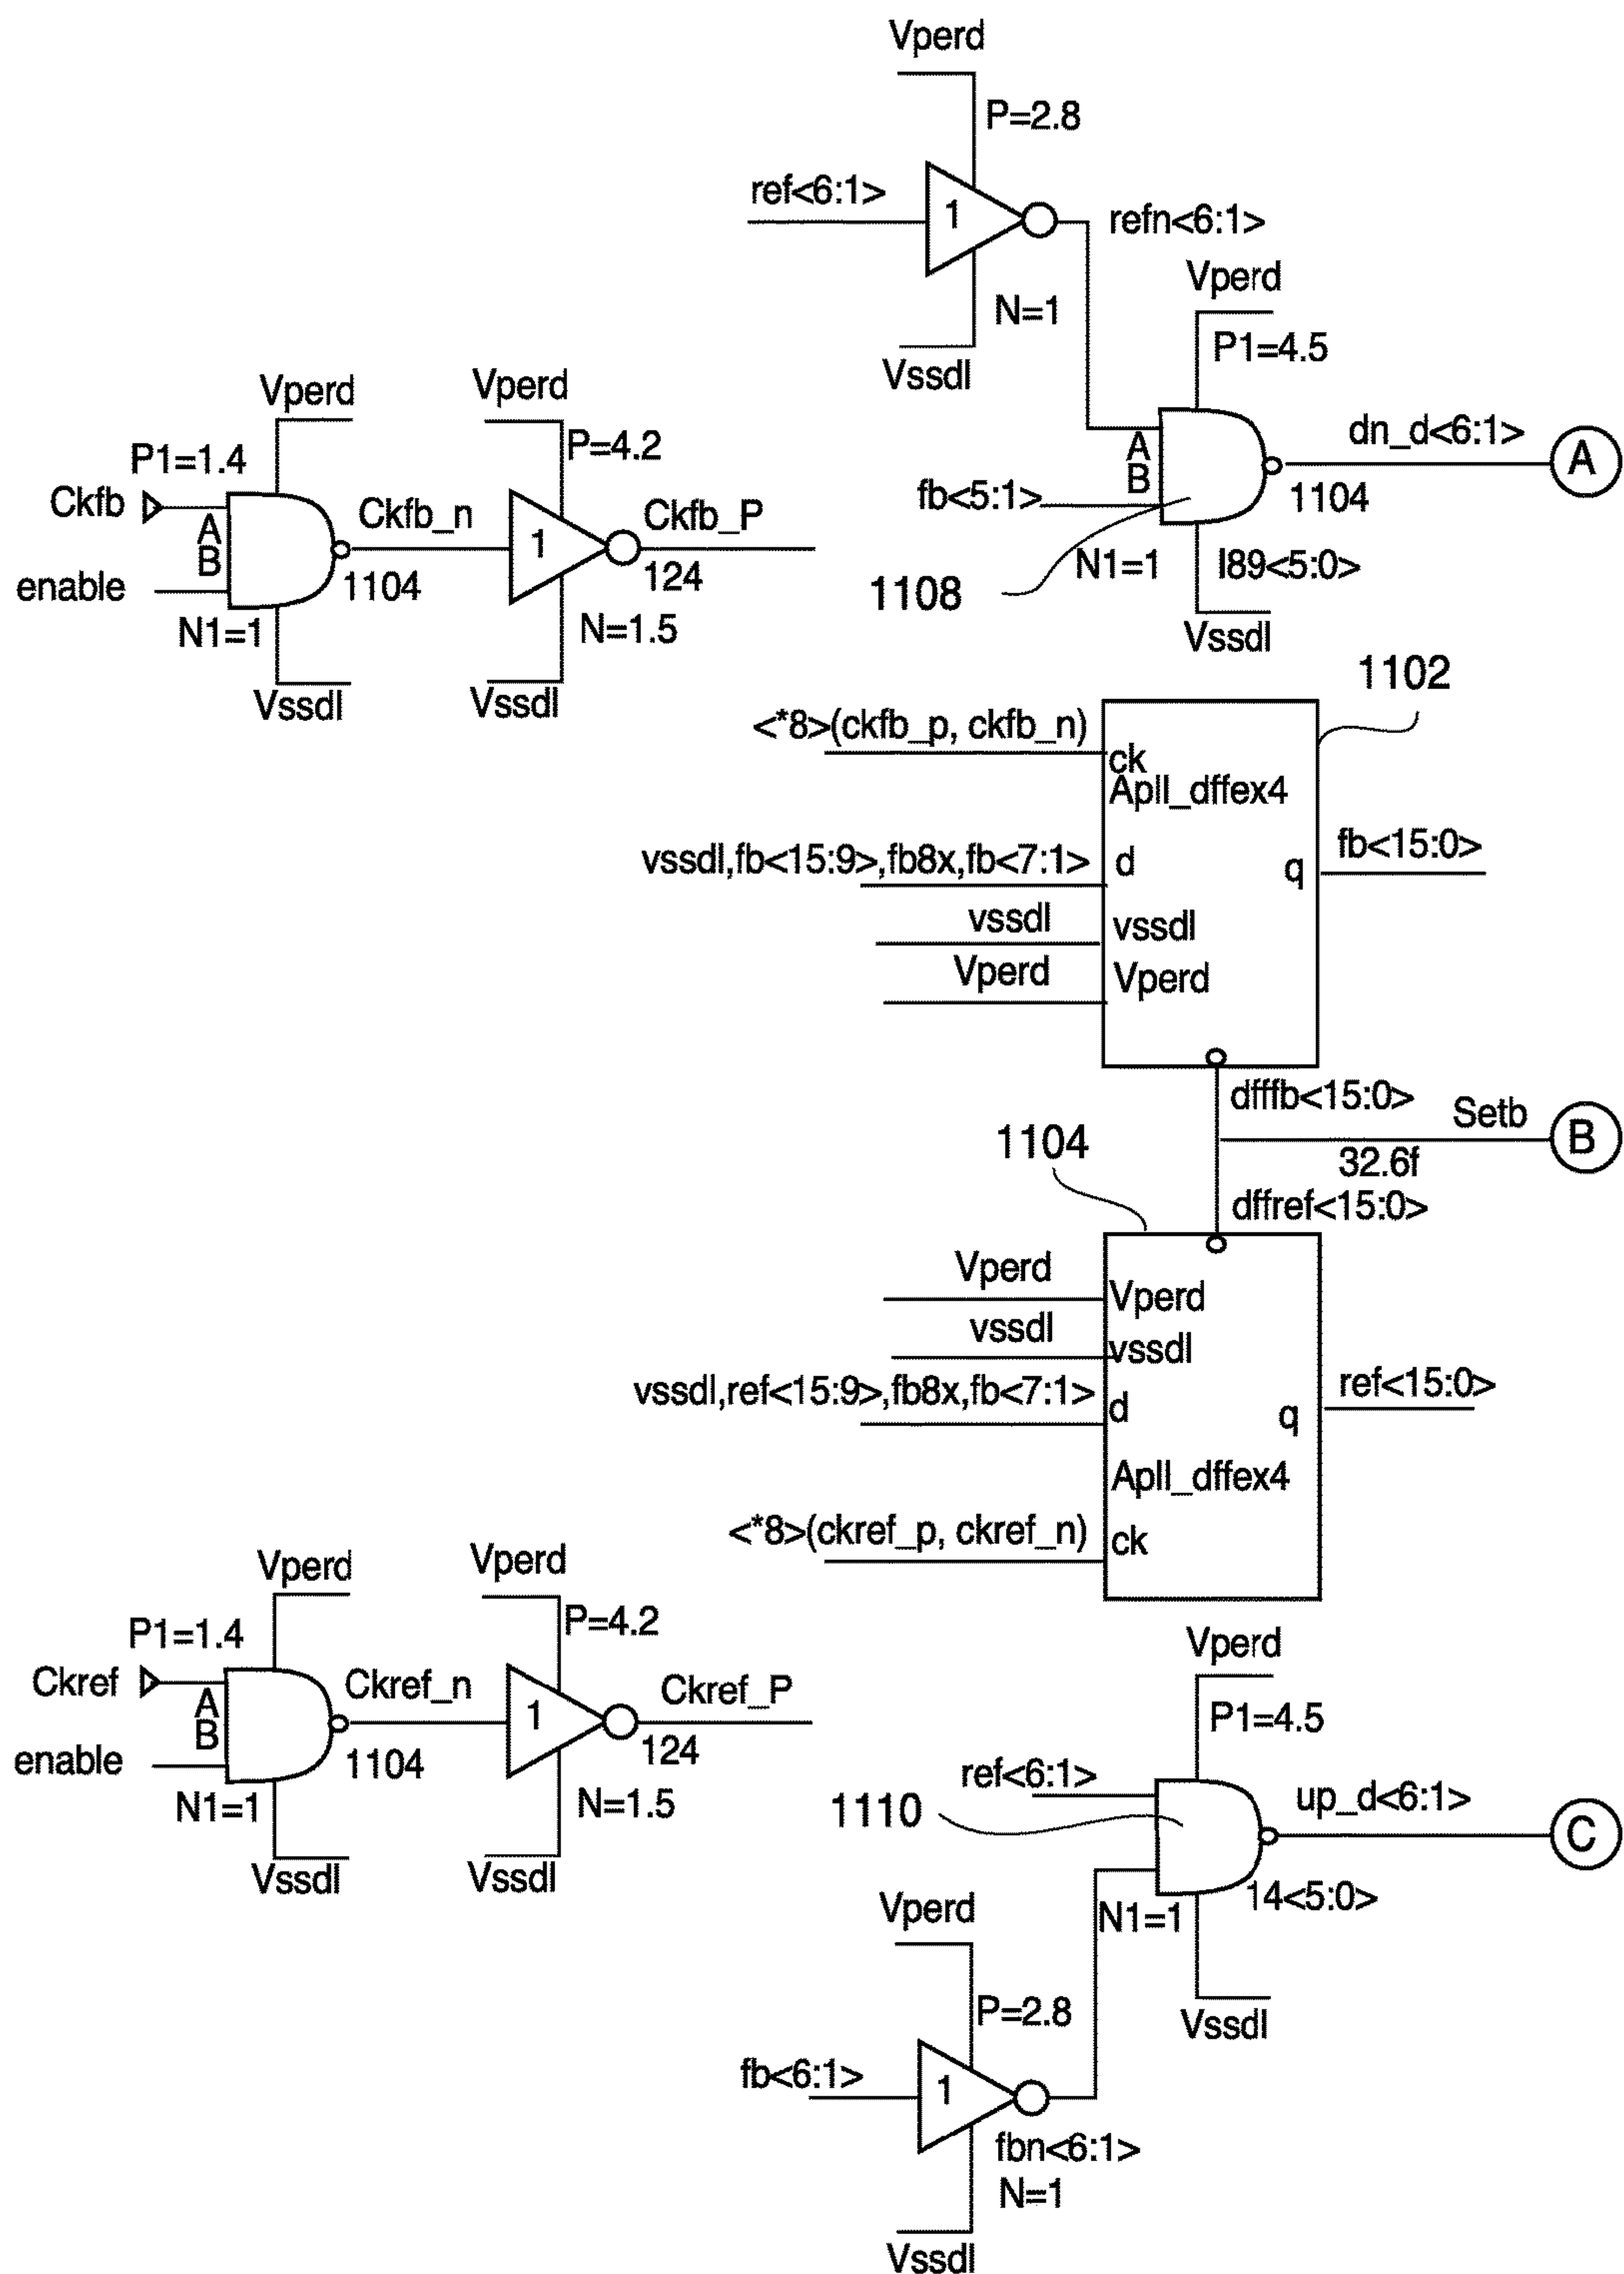 Vperd
P=2.8
ref<6:1>
1
refn<6:1>
N=1
Vssdl
Vperd
P1=4.5
A
B
fb<5:1>
dn_d<6:1>
A
1104
N1=1
I89<5:0>
1108
Vssdl
Vperd
P1=1.4
Ckfb
A
B
enable
N1=1
Vssdl
Ckfb_n
1104
Vperd
P=4.2
1
Ckfb_P
124
N=1.5
Vssdl
1102
<*8>(ckfb_p, ckfb_n)
ck
Apll_dffex4
vssdl,fb<15:9>,fb8x,fb<7:1>
d
q
fb<15:0>
vssdl
vssdl
Vperd
Vperd
dfffb<15:0>
Setb
B
32.6f
1104
dffref<15:0>
Vperd
Vperd
vssdl
vssdl
vssdl,ref<15:9>,fb8x,fb<7:1>
d
q
ref<15:0>
Apll_dffex4
<*8>(ckref_p, ckref_n)
ck
Vperd
P1=1.4
Ckref
A
B
enable
N1=1
Vssdl
Ckref_n
1104
Vperd
P=4.2
1
Ckref_P
124
N=1.5
Vssdl
Vperd
P1=4.5
ref<6:1>
1110
up_d<6:1>
C
14<5:0>
N1=1
Vssdl
Vperd
P=2.8
fb<6:1>
1
fbn<6:1>
N=1
Vssdl